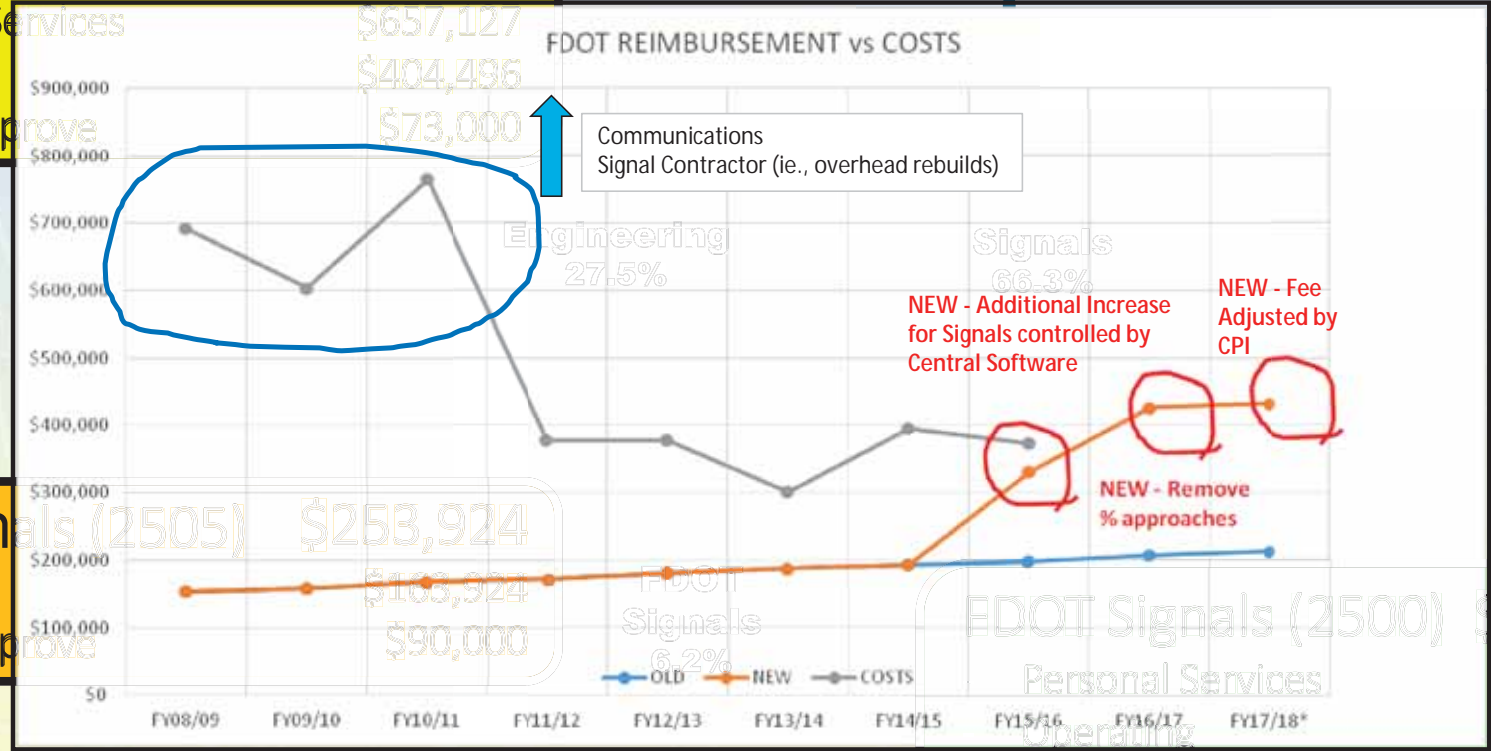 Services
$657,127
FDOT REIMBURSEMENT vs COSTS
$404,496
$900,000
Communications
Signal Contractor (ie., overhead rebuilds)
prove
$73,000
$800,000
$700,000
Engineering
27.5%
Signals
66.3%
$600,000
NEW - Additional Increase
for Signals controlled by
Central Software
NEW - Fee
Adjusted by
CPI
$500,000
$400,000
$300,000
NEW - Remove
% approaches
als (2505) $253,924
$200,000
$163,924
FDOT
Signals
6.2%
FDOT Signals (2500) $
$100,000
prove
$90,000
OLD NEW COSTS
Personal Services
$0
FY08/09 FY09/10 FY10/11 FY11/12 FY12/13 FY13/14 FY14/15 FY15/16 FY16/17 FY17/18*
Operating